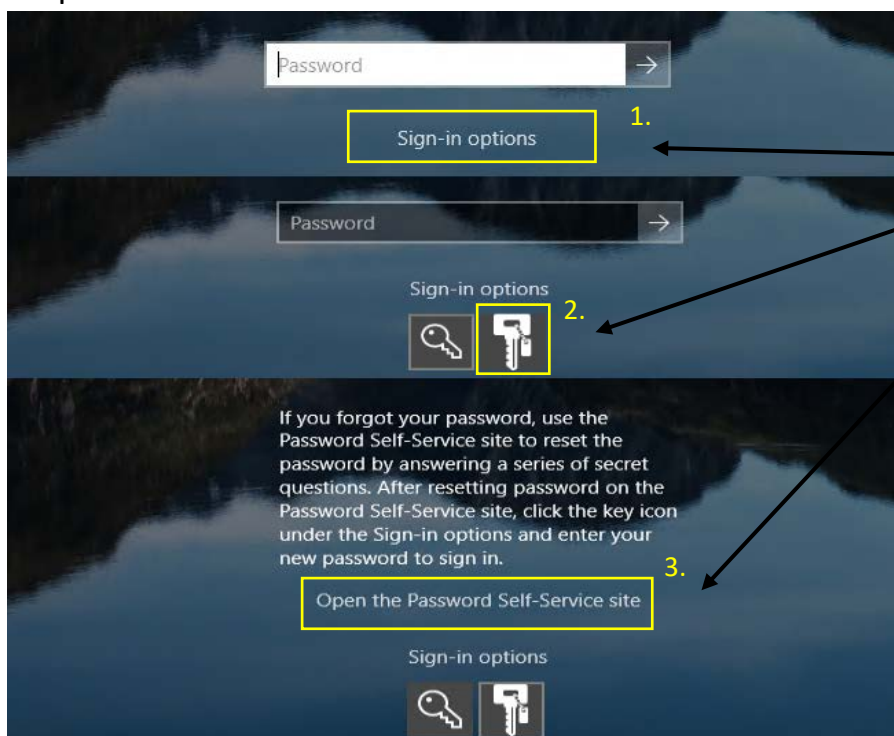 Password
1.
Sign-in options
Password
Sign-in options
2.
If you forgot your password, use the
Password Self-Service site to reset the
password by answering a series of secret
questions. After resetting password on the
Password Self-Service site, click the key icon
under the Sign-in options and enter your
new password to sign in.
3.
Open the Password Self-Service site
Sign-in options